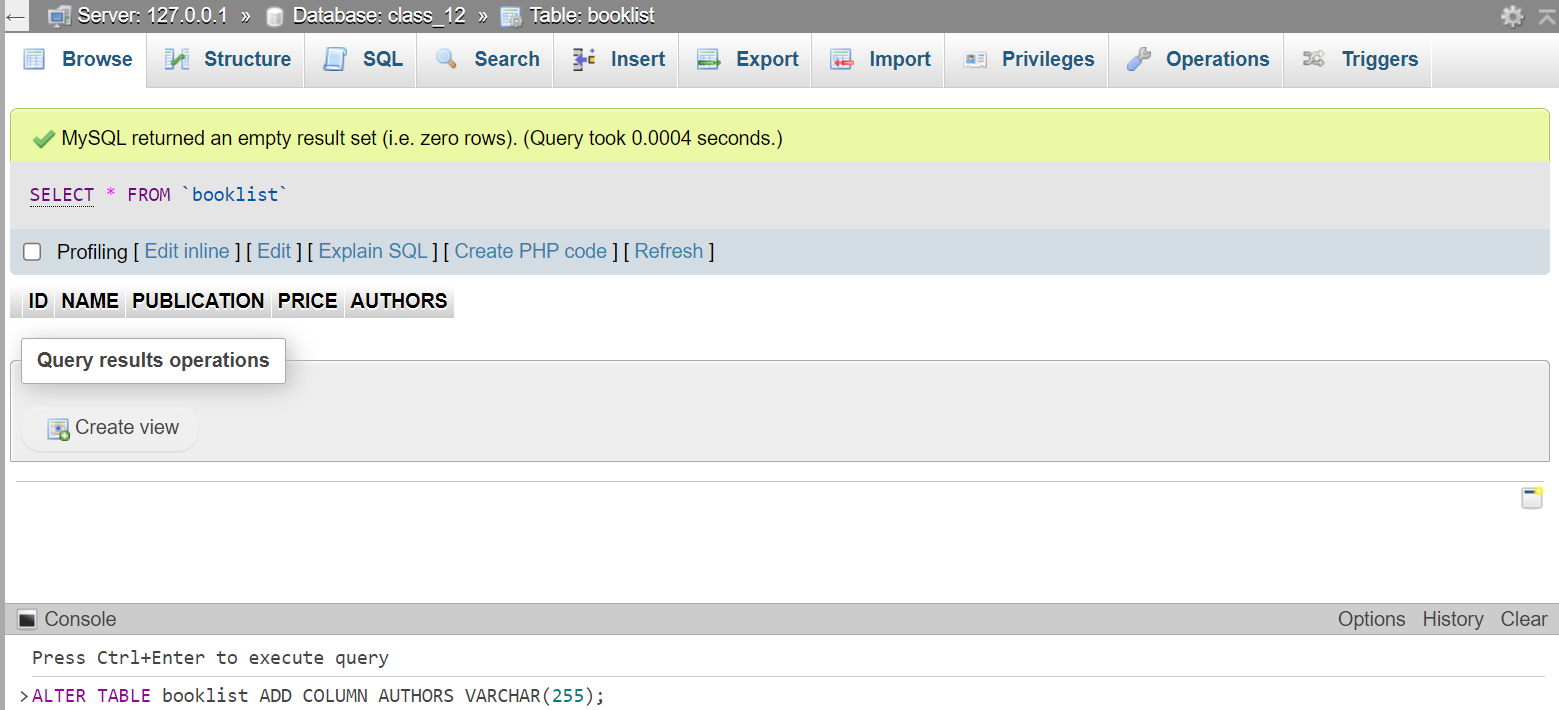 Server: 127.0.0.1 » Database: class_12 » Table: booklist
Browse Structure SQL Search Insert Export Import Privileges Operations Triggers
MySQL returned an empty result set (i.e. zero rows). (Query took 0.0004 seconds.)
SELECT * FROM `booklist`
Profiling [ Edit inline ] [ Edit ] [ Explain SQL ] [ Create PHP code ] [ Refresh ]
ID NAME PUBLICATION PRICE AUTHORS
Query results operations
Create view
Console Options History Clear
Press Ctrl+Enter to execute query
>ALTER TABLE booklist ADD COLUMN AUTHORS VARCHAR(255);